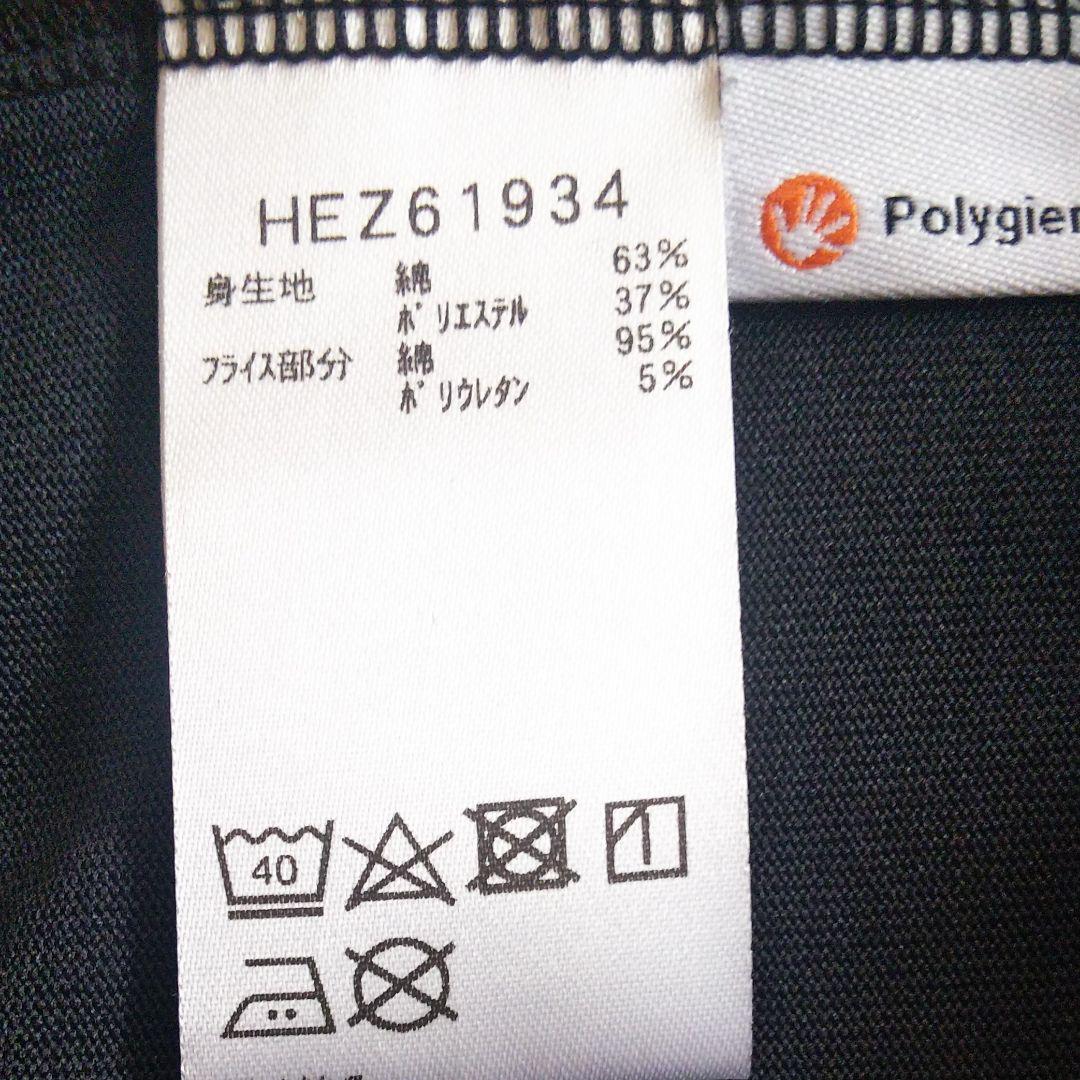 HEZ61934
身生地 綿 63%
ポリエステル 37%
フライス部分 綿 95%
ポリウレタン 5%
40
Polygien